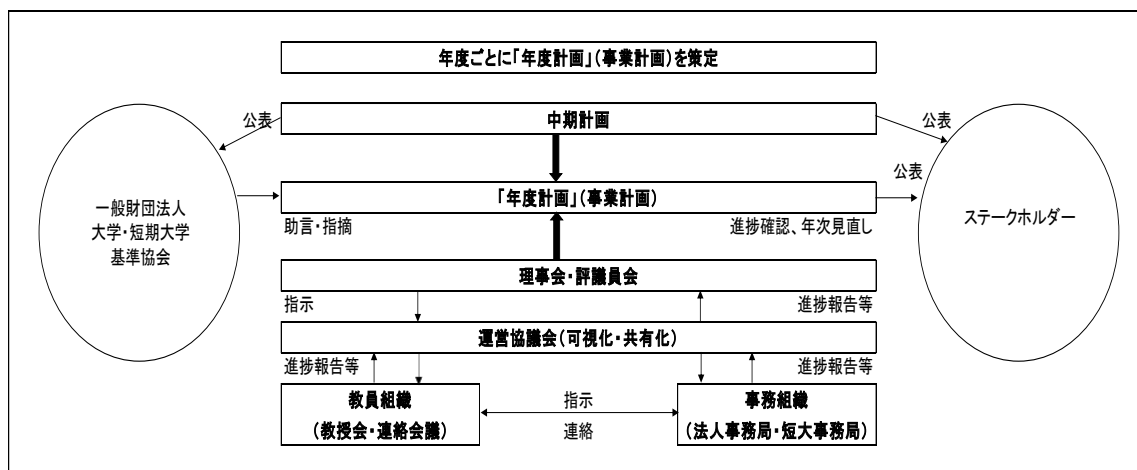 年度ごとに「年度計画」(事業計画)を策定
公表
中期計画
公表
公表
一般財団法人
大学・短期大学
基準協会
「年度計画」(事業計画)
ステークホルダー
助言・指摘
進捗確認、年次見直し
理事会・評議員会
指示
進捗報告等
運営協議会(可視化・共有化)
進捗報告等
進捗報告等
教員組織
(教授会・連絡会議)
指示
連絡
事務組織
(法人事務局・短大事務局)